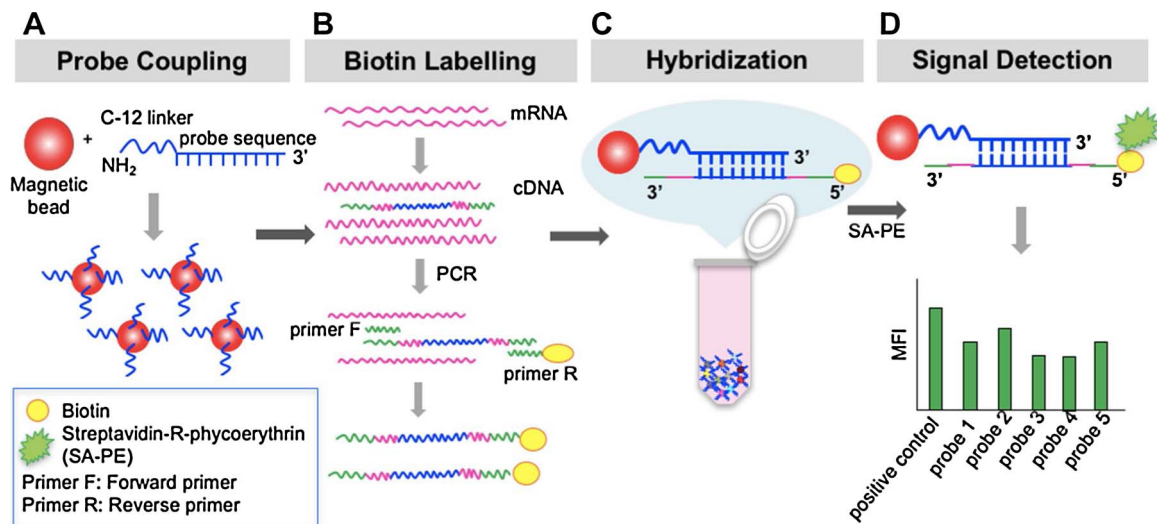 A
Probe Coupling
C-12 linker
+
probe sequence
NH2
3'
Magnetic
bead
Biotin
Streptavidin-R-phycoerythrin
(SA-PE)
Primer F: Forward primer
Primer R: Reverse primer
B
Biotin Labelling
mRNA
cDNA
PCR
primer F
primer R
C
Hybridization
3'
3' 5'
D
Signal Detection
3'
3' 5'
SA-PE
MFI
positive control
probe 1
probe 2
probe 3
probe 4
probe 5